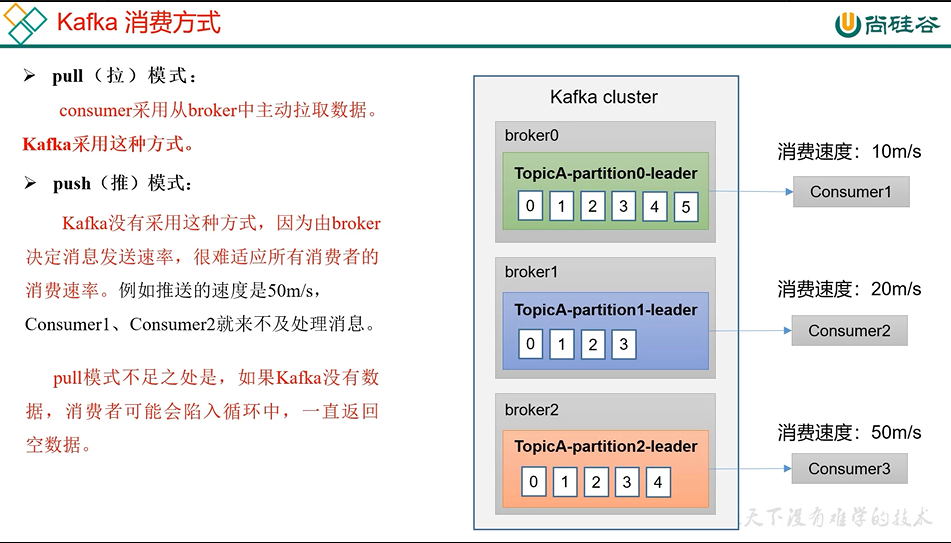 Kafka 消费方式
尚硅谷
➢ pull（拉）模式：
consumer采用从broker中主动拉取数据。
Kafka采用这种方式。
➢ push（推）模式：
Kafka没有采用这种方式，因为由broker
决定消息发送速率，很难适应所有消费者的
消费速率。例如推送的速度是50m/s，
Consumer1、Consumer2就来不及处理消息。
pull模式不足之处是，如果Kafka没有数
据，消费者可能会陷入循环中，一直返回
空数据。
Kafka cluster
broker0
TopicA-partition0-leader
0 1 2 3 4 5
消费速度：10m/s
Consumer1
broker1
TopicA-partition1-leader
0 1 2 3
消费速度：20m/s
Consumer2
broker2
TopicA-partition2-leader
0 1 2 3 4
消费速度：50m/s
Consumer3
天下没有难学的技术